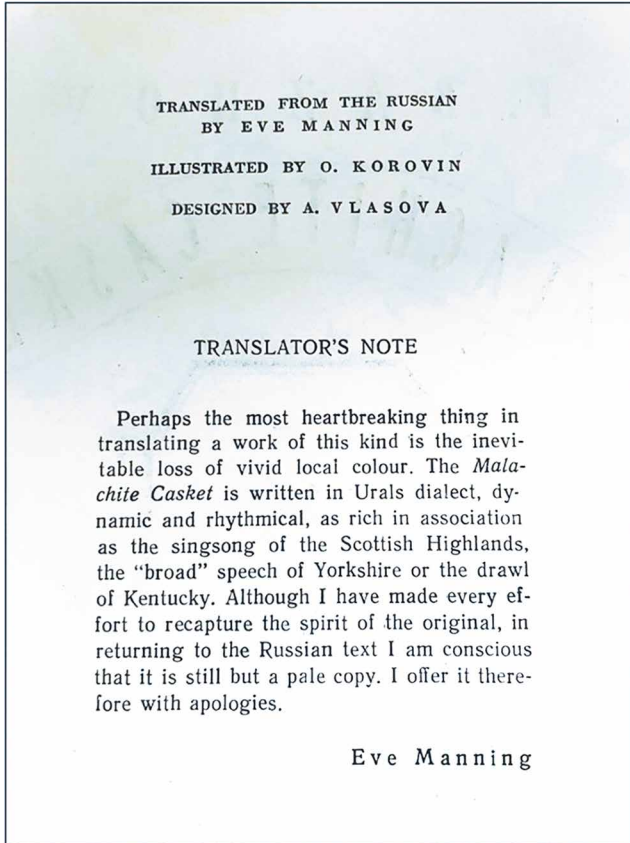 TRANSLATED FROM THE RUSSIAN
BY EVE MANNING
ILLUSTRATED BY O. KOROVIN
DESIGNED BY A. VLASOVA
TRANSLATOR'S NOTE
Perhaps the most heartbreaking thing in
translating a work of this kind is the inevi-
table loss of vivid local colour. The Mala-
chite Casket is written in Urals dialect, dy-
namic and rhythmical, as rich in association
as the singsong of the Scottish Highlands,
the "broad" speech of Yorkshire or the drawl
of Kentucky. Although I have made every ef-
fort to recapture the spirit of the original, in
returning to the Russian text I am conscious
that it is still but a pale copy. I offer it there-
fore with apologies.
Eve Manning